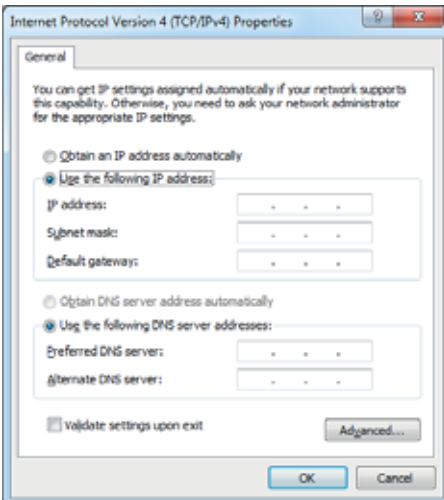 Internet Protocol Version 4 (TCP/IPv4) Properties
General
You can get IP settings assigned automatically if your network supports
this capability. Otherwise, you need to ask your network administrator
for the appropriate IP settings.
Obtain an IP address automatically
Use the following IP address:
IP address:
Subnet mask:
Default gateway:
Obtain DNS server address automatically
Use the following DNS server addresses:
Preferred DNS server:
Alternate DNS server:
Validate settings upon exit
Advanced...
OK Cancel